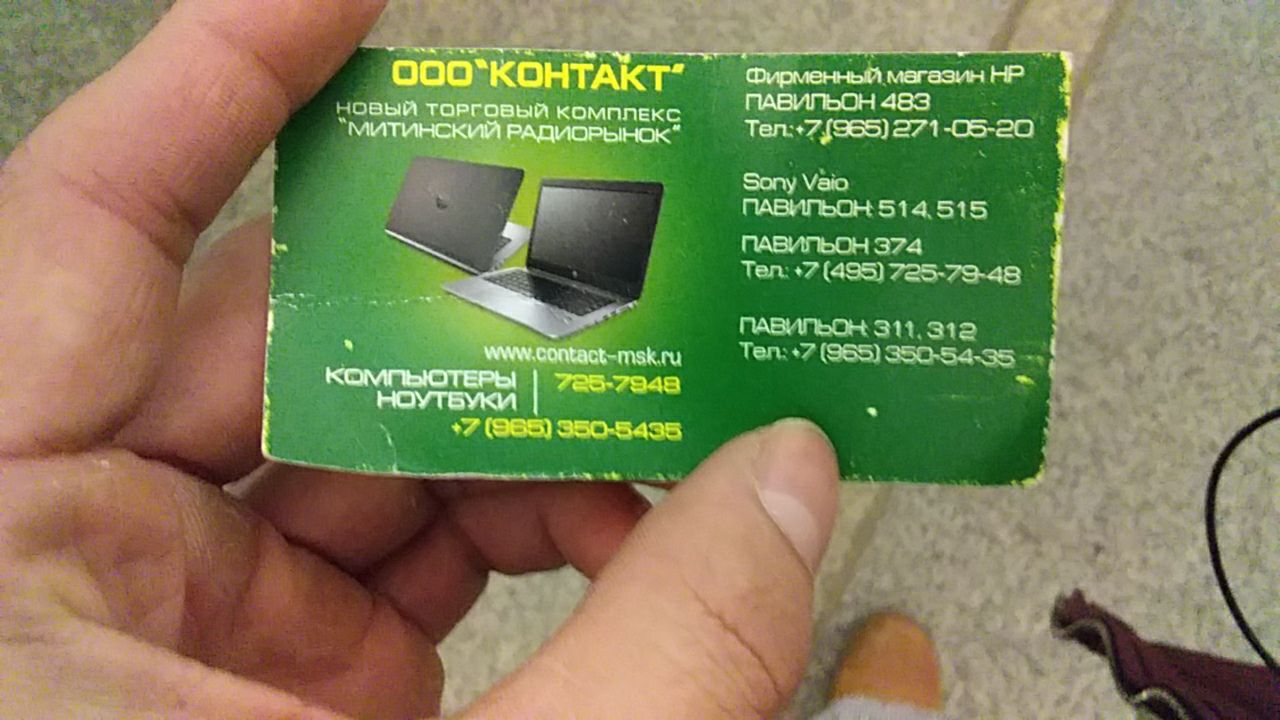 ООО "КОНТАКТ"
НОВЫЙ ТОРГОВЫЙ КОМПЛЕКС
"МИТИНСКИЙ РАДИОРЫНОК"
www.contact-msk.ru
КОМПЬЮТЕРЫ
НОУТБУКИ
725-7948
+7 (965) 350-5435
Фирменный магазин HP
ПАВИЛЬОН 483
Тел.: +7 (965) 271-05-20
Sony Vaio
ПАВИЛЬОН: 514, 515
ПАВИЛЬОН 374
Тел.: +7 (495) 725-79-48
ПАВИЛЬОН: 311, 312
Тел.: +7 (965) 350-54-35